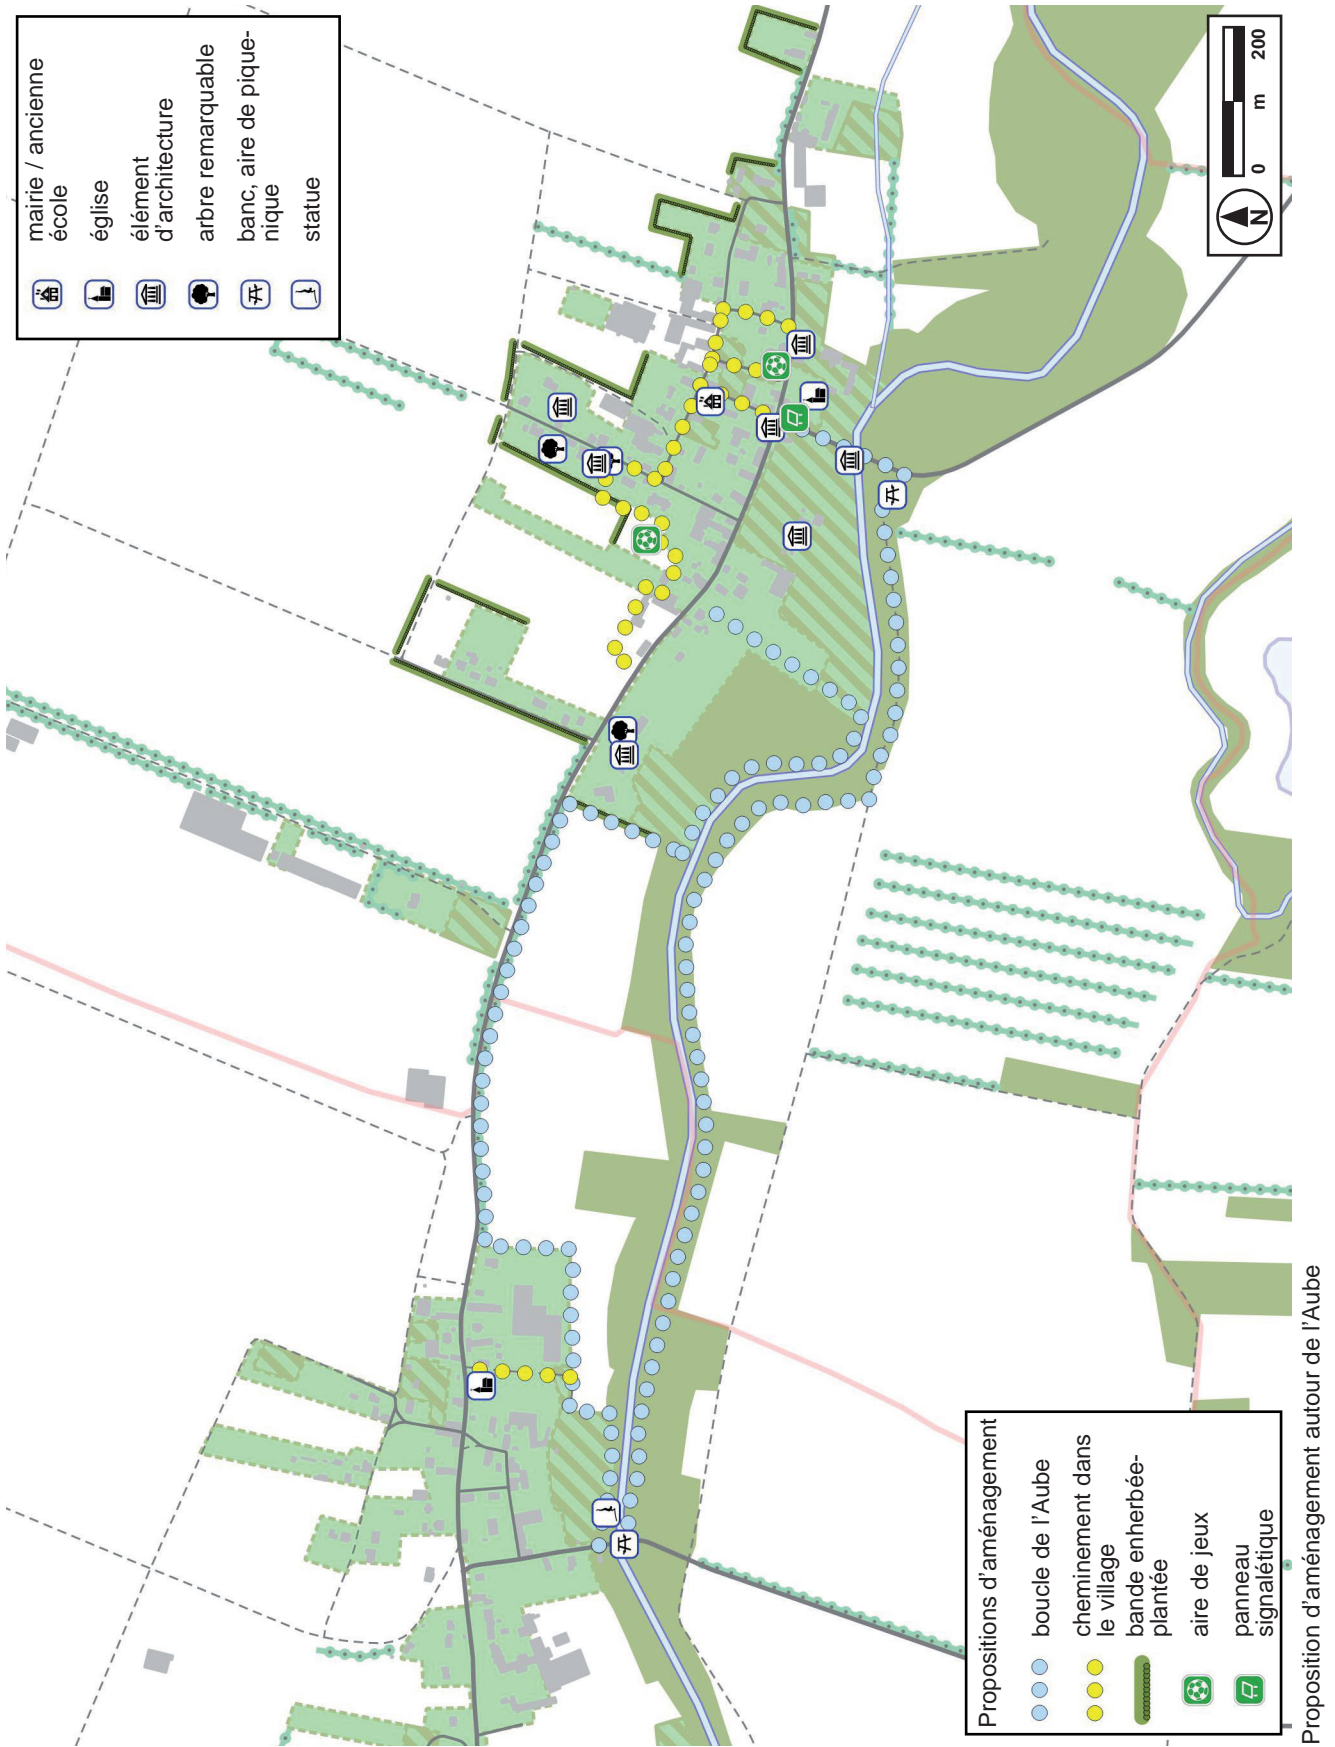 mairie / ancienne
école
église
élément
d'architecture
arbre remarquable
banc, aire de pique-
nique
statue
N
0 m 200
Propositions d'aménagement
boucle de l'Aube
cheminement dans
le village
bande enherbée-
plantée
aire de jeux
panneau
signalétique
Proposition d'aménagement autour de l'Aube